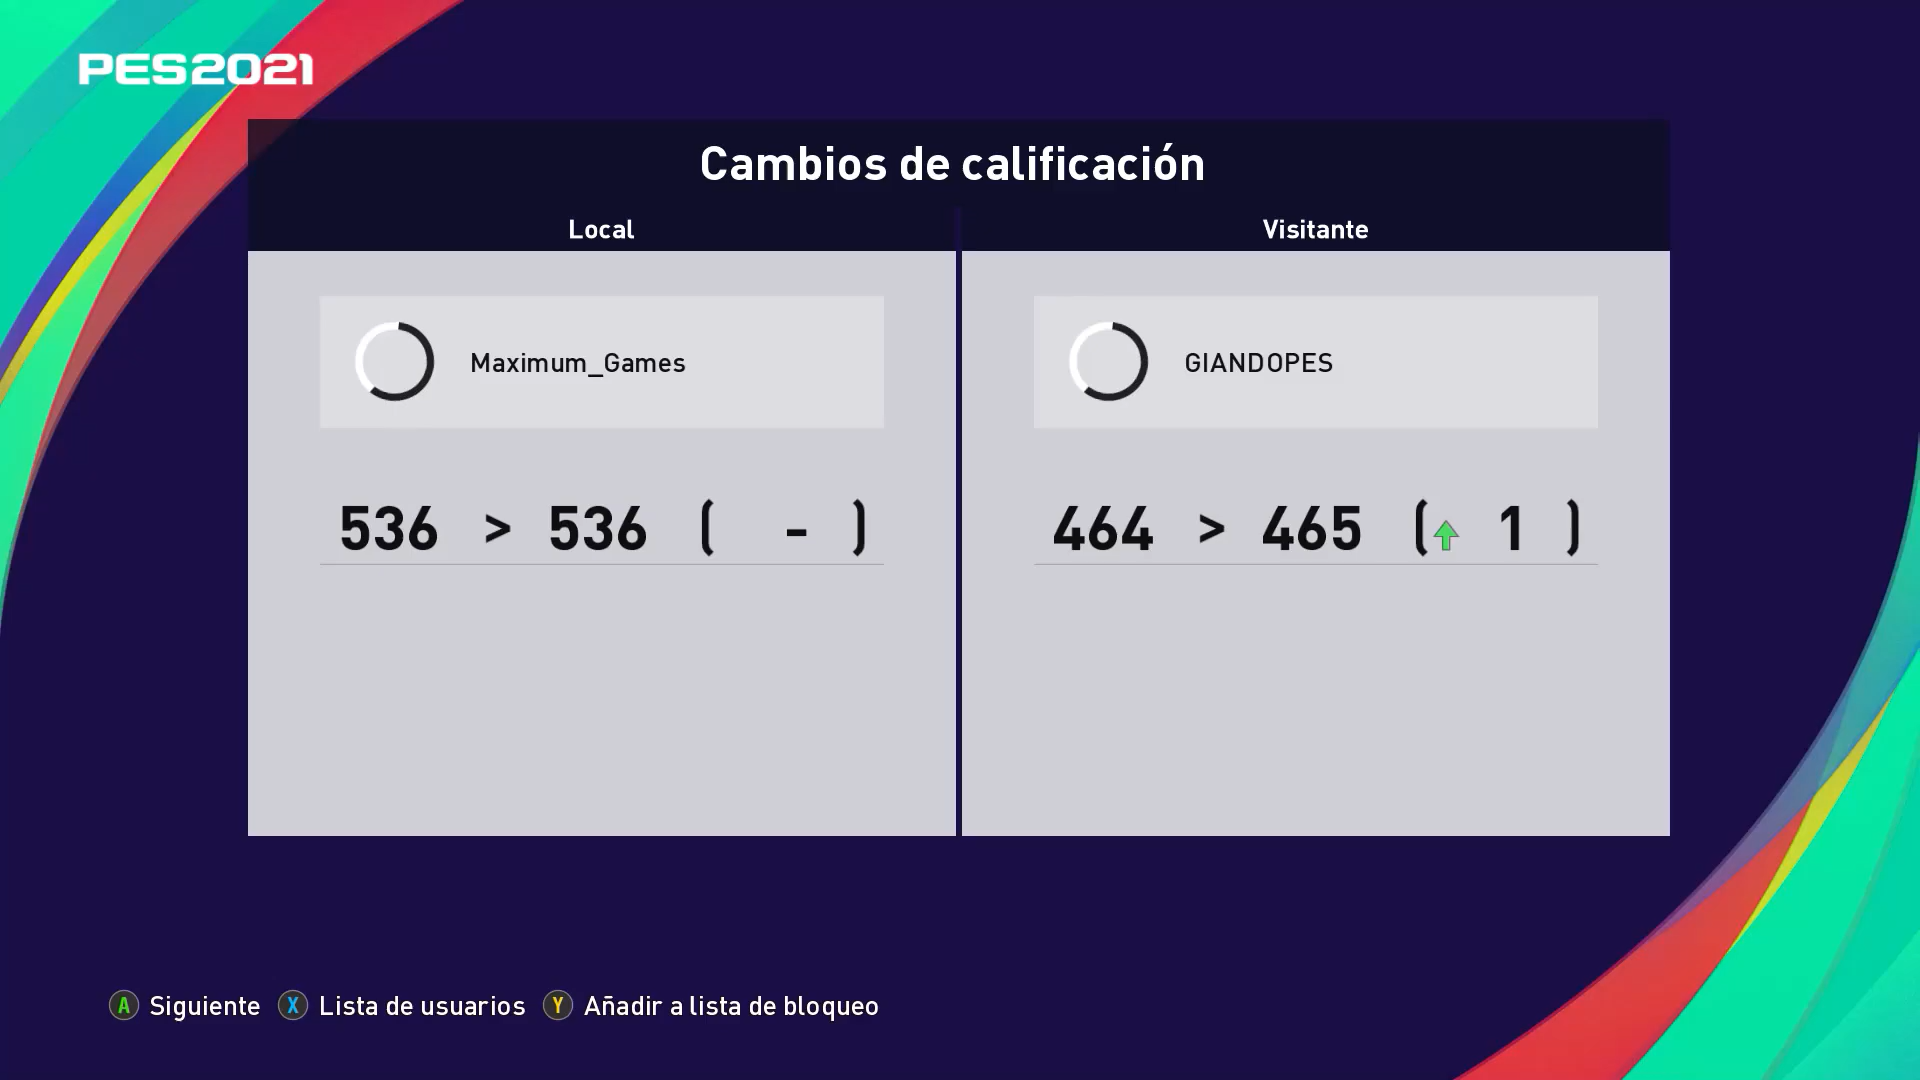 PES2021
Cambios de calificación
Local
Visitante
Maximum_Games
GIANDOPES
536 > 536 ( - )
464 > 465 ( 1 )
A Siguiente X Lista de usuarios Y Añadir a lista de bloqueo